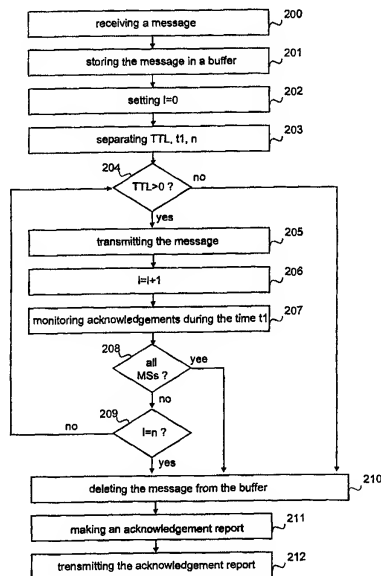 receiving a message
200
storing the message in a buffer
201
setting I=0
202
separating TTL, t1, n
203
204
TTL>0 ?
no
yes
transmitting the message
205
I=I+1
206
monitoring acknowledgements during the time t1
207
208
all
MSs ?
yee
no
209
no
I=n ?
yes
deleting the message from the buffer
210
making an acknowledgement report
211
trensmitting the acknowledgement report
212